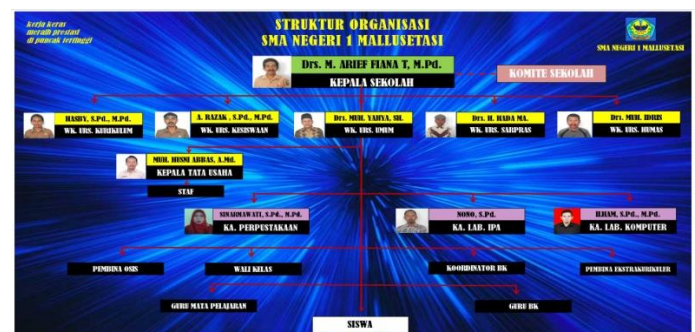 kerja keras
meraih prestasi
di puncak tertinggi
STRUKTUR ORGANISASI
SMA NEGERI 1 MALLUSETASI
SMA NEGERI 1 MALLUSETASI
Drs. M. ARIEF FIANA T, M.Pd.
KEPALA SEKOLAH
KOMITE SEKOLAH
HASBY, S.Pd., M.Pd.
WK. URS. KURIKULUM
A. RAZAK , S.Pd., M.Pd.
WK. URS. KESISWAAN
Drs. MUH. YAHYA, SH.
WK. URS. UMUM
Drs. H. HADA MA.
WK. URS. SARPRAS
Drs. MUH. IDRIS
WK. URS. HUMAS
MUH. HUSNI ABBAS, A.Md.
KEPALA TATA USAHA
STAF
SINARMAWATI, S.Pd., M.Pd.
KA. PERPUSTAKAAN
NONO, S.Pd.
KA. LAB. IPA
ILHAM, S.Pd., M.Pd.
KA. LAB. KOMPUTER
PEMBINA OSIS
WALI KELAS
KOORDINATOR BK
PEMBINA EKSTRAKURIKULER
GURU MATA PELAJARAN
GURU BK
SISWA